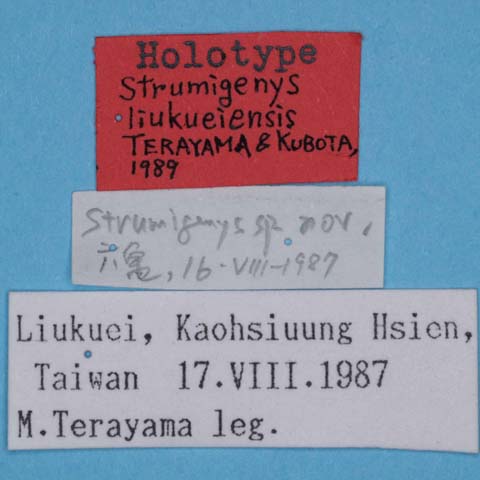 Holotype
Strumigenys
liukueiensis
TERAYAMA & KUBOTA,
1989
Strumigenys sp. nov.,
六亀, 16-VIII-1987
Liukuei, Kaohsiuung Hsien,
Taiwan 17.VIII.1987
M.Terayama leg.